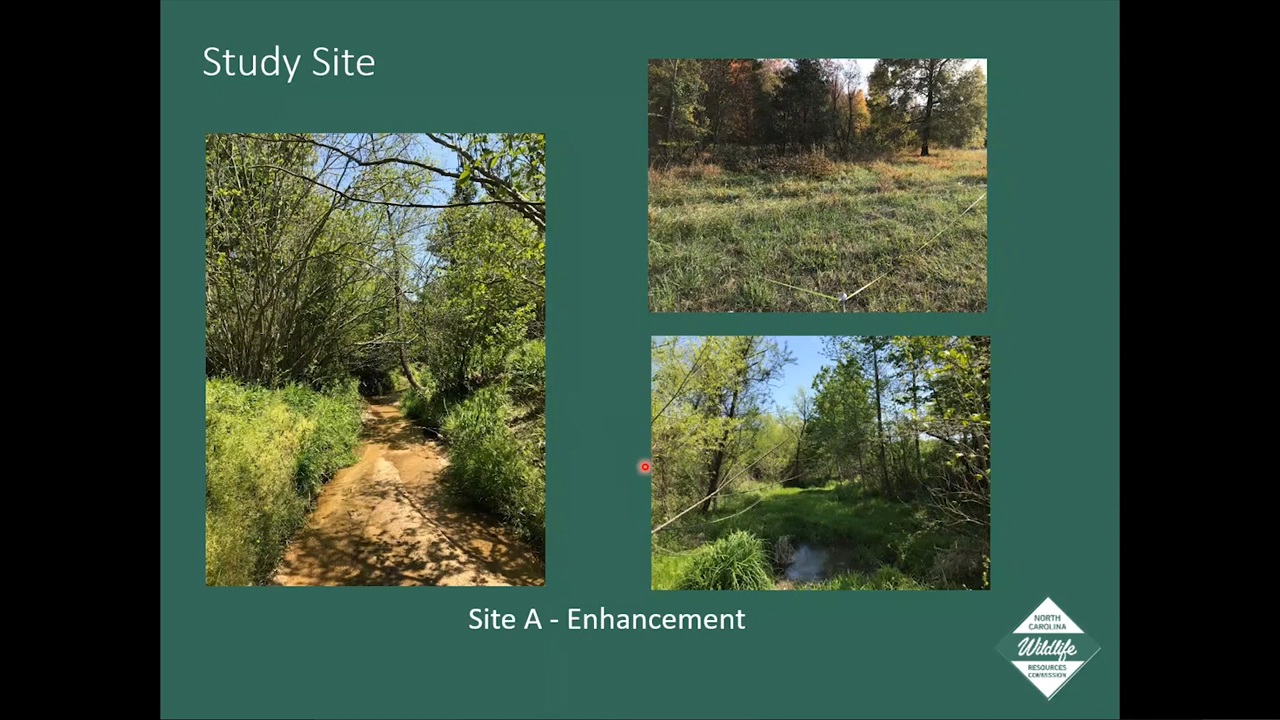 Study Site
Site A - Enhancement
NORTH
CAROLINA
Wildlife
RESOURCES
COMMISSION